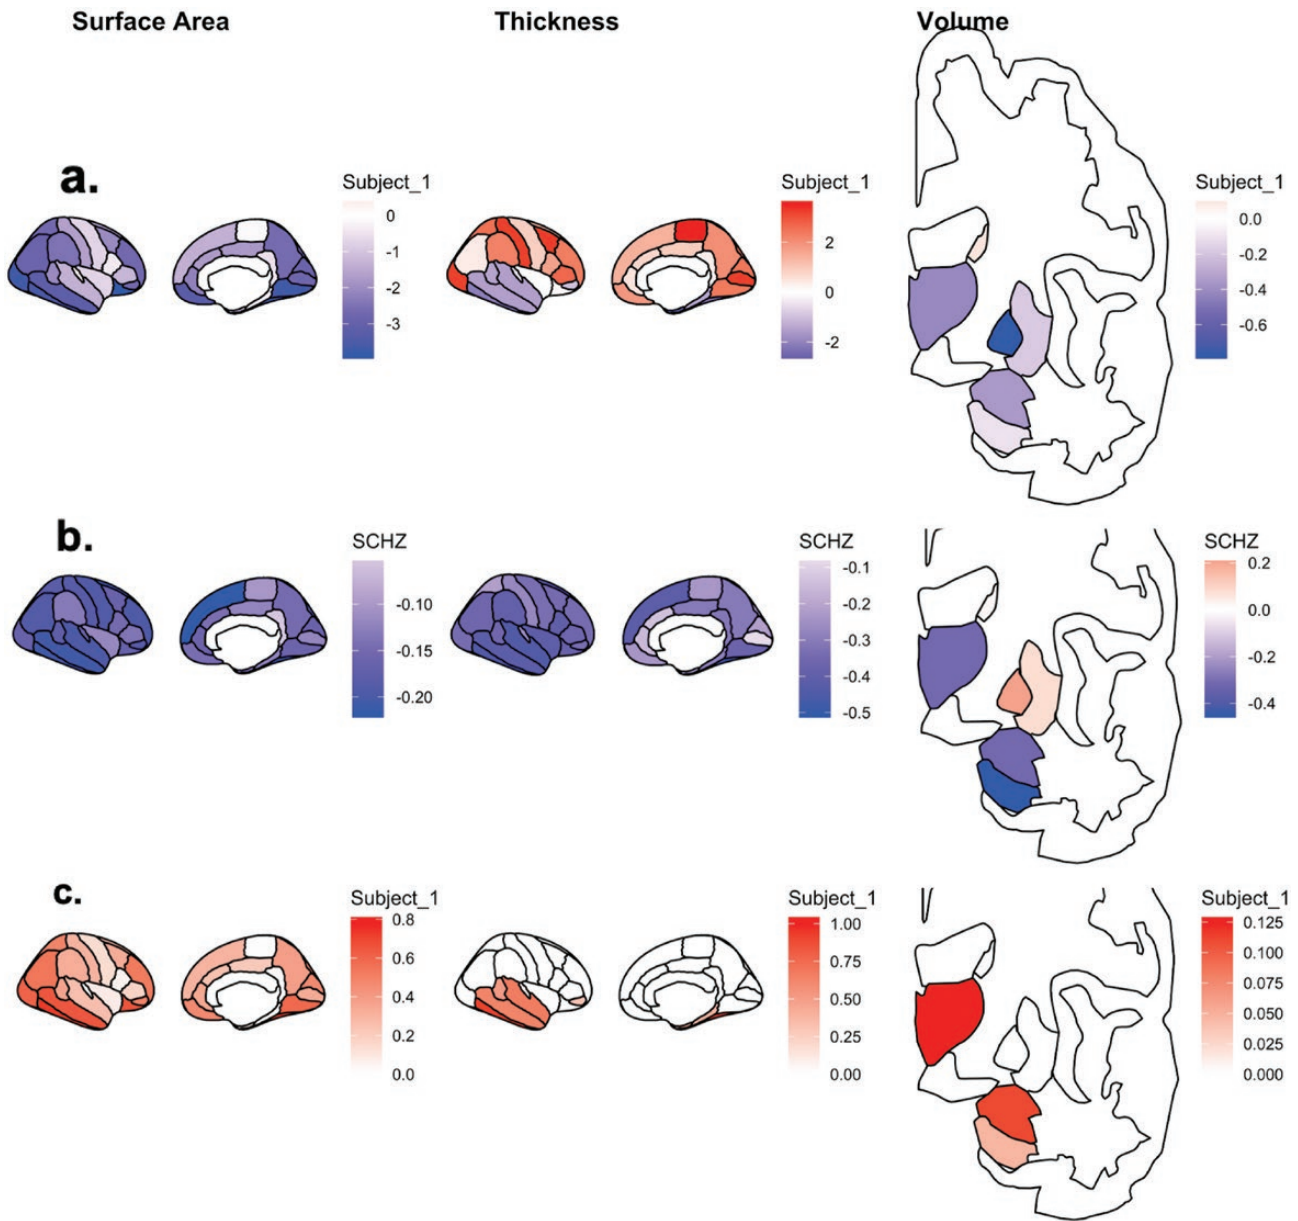 Surface Area
Thickness
Volume
a.
Subject_1
0
-1
-2
-3
Subject_1
2
0
-2
Subject_1
0.0
-0.2
-0.4
-0.6
b.
SCHZ
-0.10
-0.15
-0.20
SCHZ
-0.1
-0.2
-0.3
-0.4
-0.5
SCHZ
0.2
0.0
-0.2
-0.4
c.
Subject_1
0.8
0.6
0.4
0.2
0.0
Subject_1
1.00
0.75
0.50
0.25
0.00
Subject_1
0.125
0.100
0.075
0.050
0.025
0.000